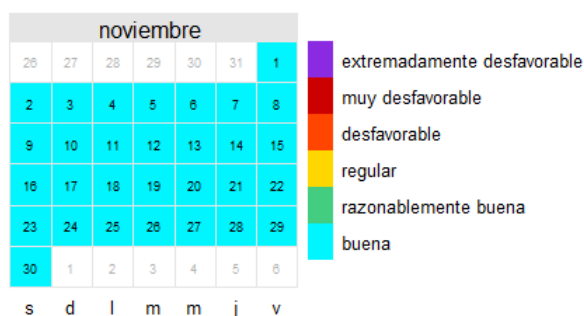 noviembre
26 27 28 29 30 31 1
2 3 4 5 6 7 8
9 10 11 12 13 14 15
16 17 18 19 20 21 22
23 24 25 26 27 28 29
30 1 2 3 4 5 6
s d l m m j v
extremadamente desfavorable
muy desfavorable
desfavorable
regular
razonablemente buena
buena